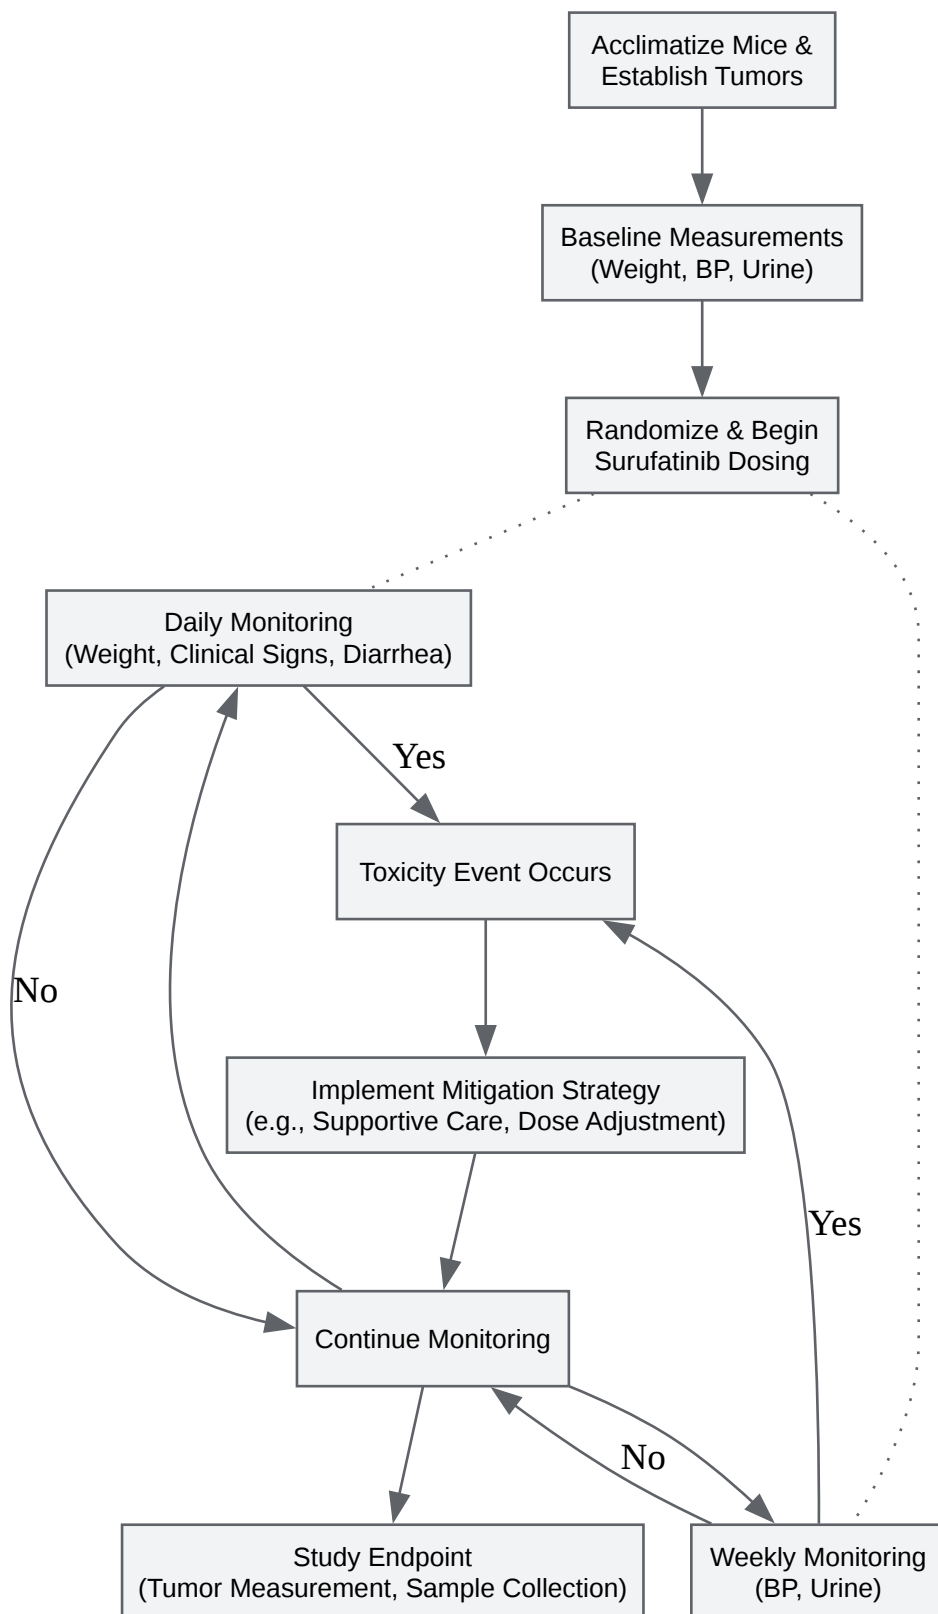 Acclimatize Mice &
Establish Tumors
Baseline Measurements
(Weight, BP, Urine)
Randomize & Begin
Surufatinib Dosing
Daily Monitoring
(Weight, Clinical Signs, Diarrhea)
Yes
Toxicity Event Occurs
No
Implement Mitigation Strategy
(e.g., Supportive Care, Dose Adjustment)
Yes
Continue Monitoring
No
Study Endpoint
(Tumor Measurement, Sample Collection)
Weekly Monitoring
(BP, Urine)